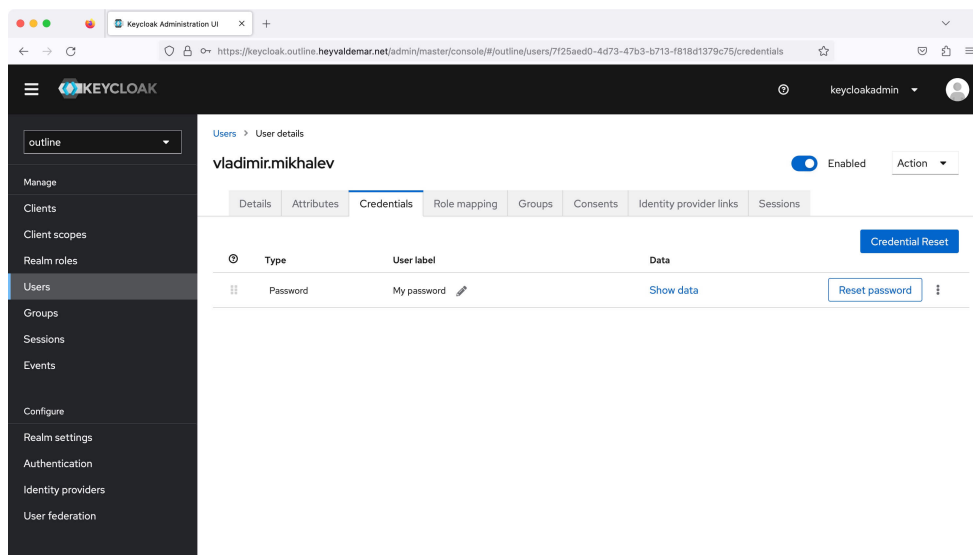 Keycloak Administration UI
https://keycloak.outline.heyvaldemar.net/admin/master/console/#/outline/users/7f25aed0-4d73-47b3-b713-f818d1379c75/credentials
KEYCLOAK
keycloakadmin
outline
Manage
Clients
Client scopes
Realm roles
Users
Groups
Sessions
Events
Configure
Realm settings
Authentication
Identity providers
User federation
Users > User details
vladimir.mikhalev
Enabled
Action
Details Attributes Credentials Role mapping Groups Consents Identity provider links Sessions
Credential Reset
Type User label Data
Password My password Show data Reset password